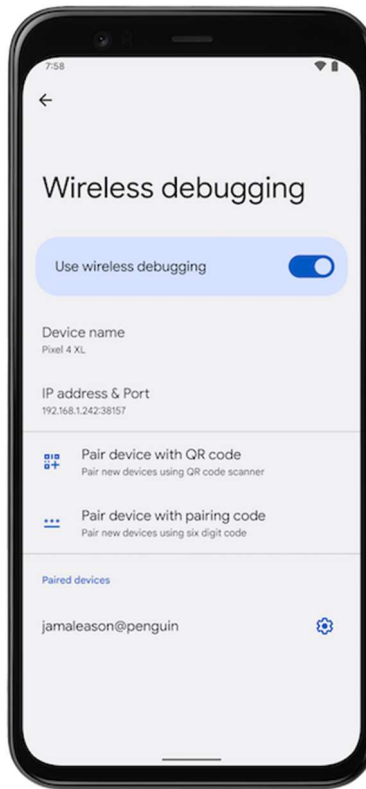 7:58
Wireless debugging
Use wireless debugging
Device name
Pixel 4 XL
IP address & Port
192.168.1.242:38157
Pair device with QR code
Pair new devices using QR code scanner
Pair device with pairing code
Pair new devices using six digit code
Paired devices
jamaleason@penguin